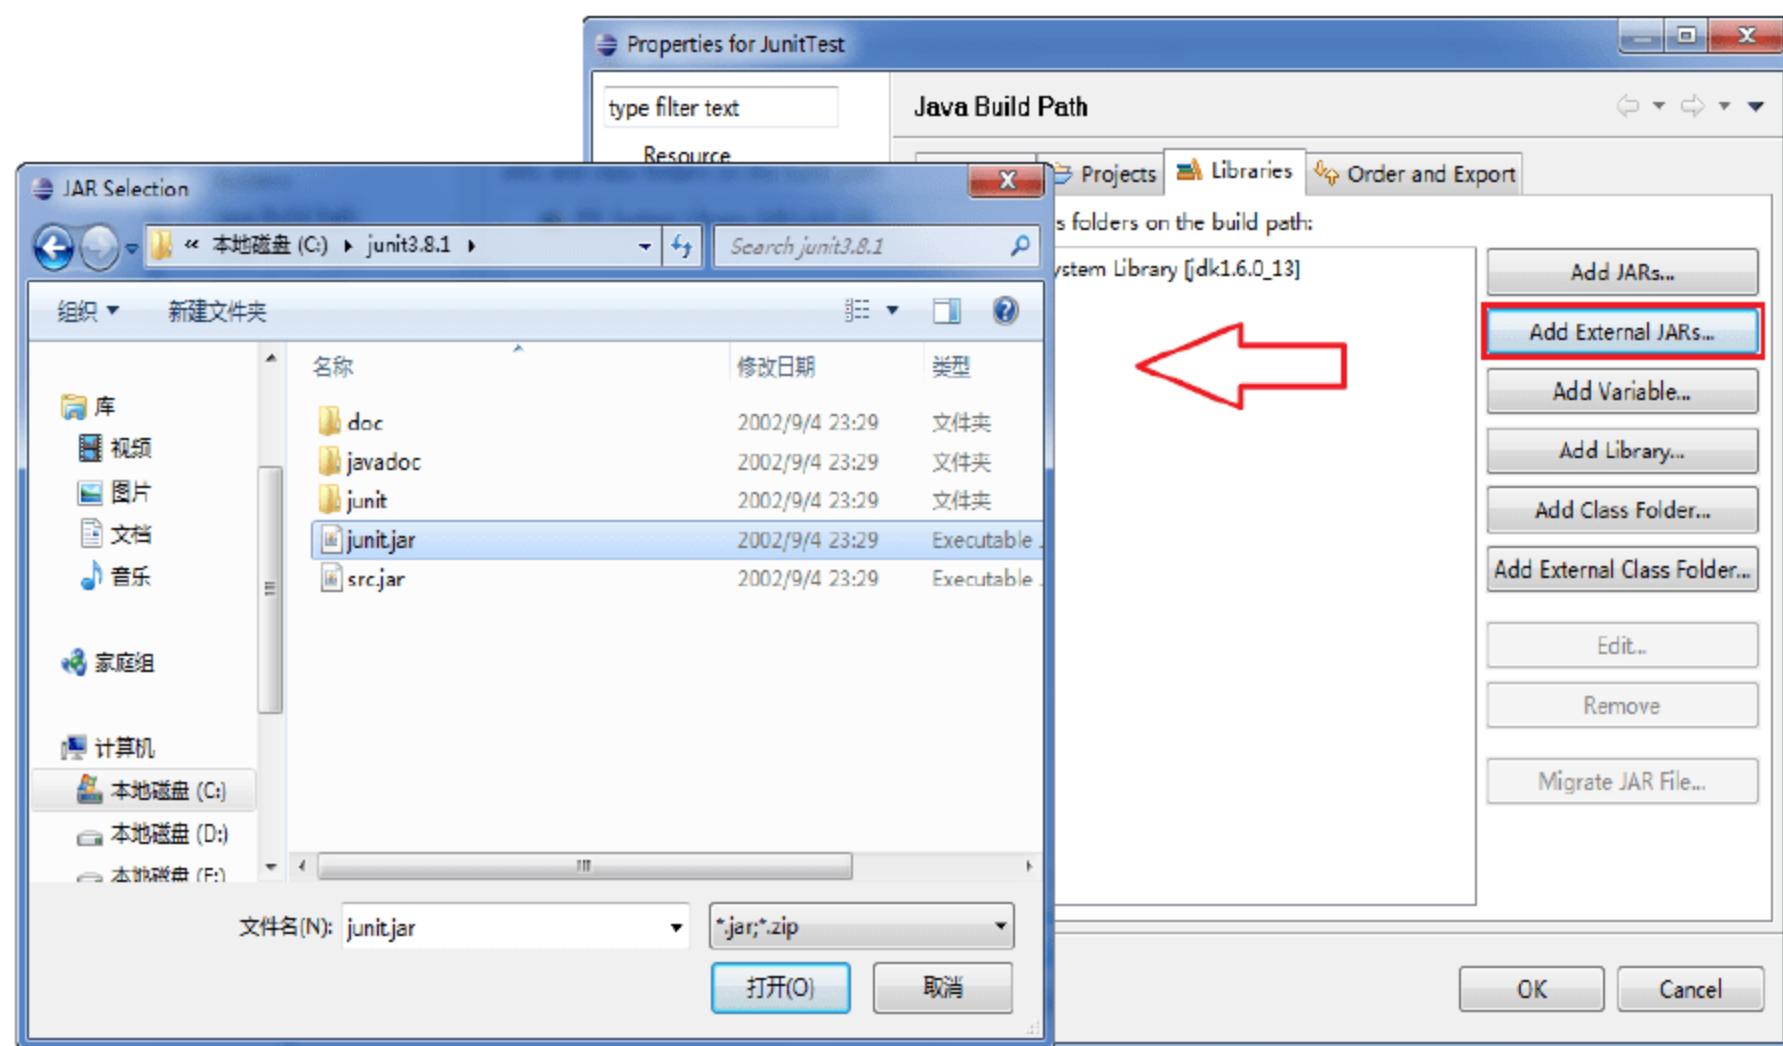 Properties for JunitTest
type filter text
Java Build Path
Resource
Projects
Libraries
Order and Export
s folders on the build path:
ystem Library [jdk1.6.0_13]
Add JARs...
Add External JARs...
Add Variable...
Add Library...
Add Class Folder...
Add External Class Folder...
Edit...
Remove
Migrate JAR File...
OK
Cancel
JAR Selection
« 本地磁盘 (C:) ▸ junit3.8.1 ▸
Search junit3.8.1
组织 新建文件夹
名称 修改日期 类型
库
视频
图片
文档
音乐
家庭组
计算机
本地磁盘 (C:)
本地磁盘 (D:)
本地磁盘 (E:)
doc 2002/9/4 23:29 文件夹
javadoc 2002/9/4 23:29 文件夹
junit 2002/9/4 23:29 文件夹
junit.jar 2002/9/4 23:29 Executable
src.jar 2002/9/4 23:29 Executable
文件名(N): junit.jar
*.jar;*.zip
打开(O)
取消